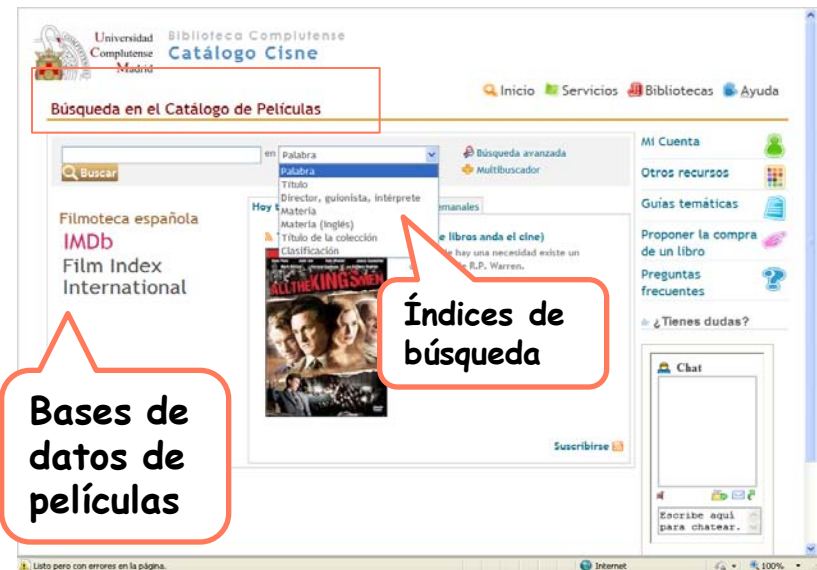 Universidad
Complutense
Madrid
Biblioteca Complutense
Catálogo Cisne
Inicio Servicios Bibliotecas Ayuda
Búsqueda en el Catálogo de Películas
en Palabra
Buscar
Palabra
Título
Director, guionista, intérprete
Materia
Materia (Inglés)
Título de la colección
Clasificación
Búsqueda avanzada
Multibuscador
Filmoteca española
IMDb
Film Index
International
Hoy
emanales
e libros anda el cine)
hay una necesidad existe un
R.P. Warren.
ALL THE KING'S MEN
Suscribirse
Índices de
búsqueda
Bases de
datos de
películas
Mi Cuenta
Otros recursos
Guías temáticas
Proponer la compra
de un libro
Preguntas
frecuentes
¿Tienes dudas?
Chat
Escribe aquí
para chatear.
Listo pero con errores en la página.
Internet
100%